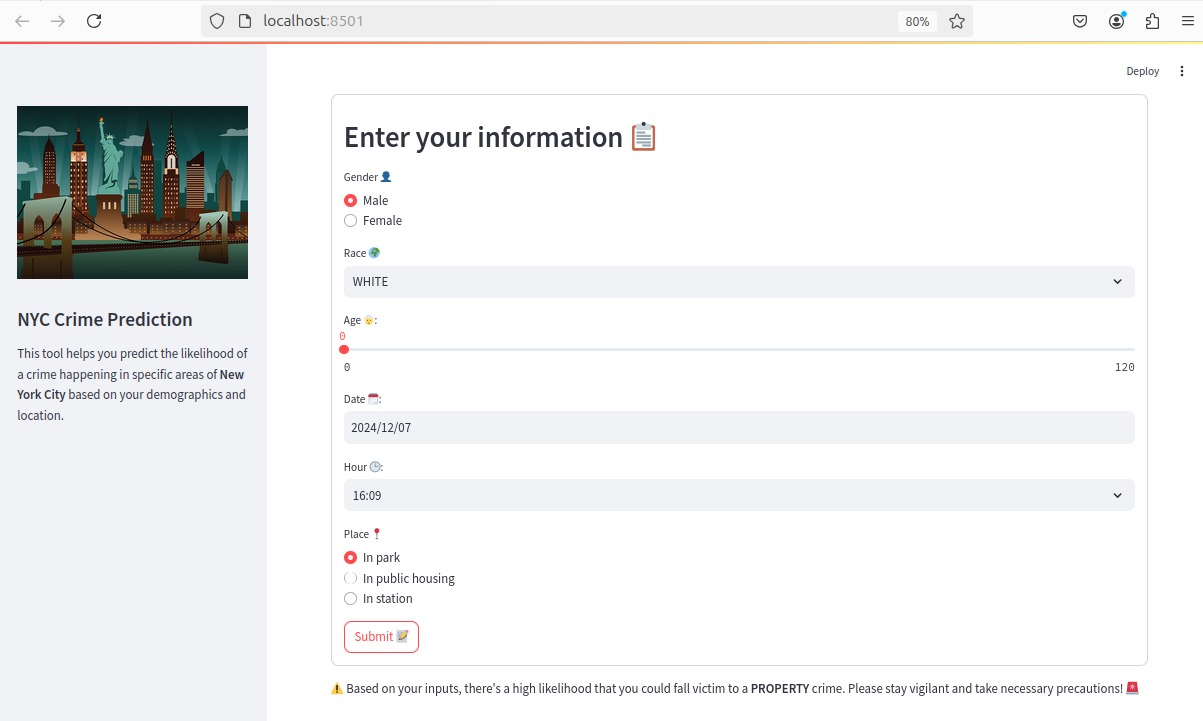 localhost:8501
80%
Deploy
NYC Crime Prediction
This tool helps you predict the likelihood of
a crime happening in specific areas of New
York City based on your demographics and
location.
Enter your information 📋
Gender 👤
Male
Female
Race 🌍
WHITE
Age 👴:
0
0 120
Date 📅:
2024/12/07
Hour 🕒:
16:09
Place 📍
In park
In public housing
In station
Submit 📝
⚠️ Based on your inputs, there's a high likelihood that you could fall victim to a PROPERTY crime. Please stay vigilant and take necessary precautions! 🚨